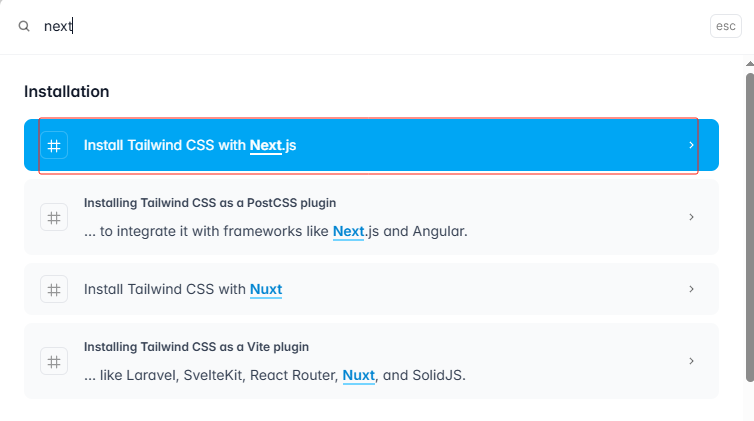 next
esc
Installation
Install Tailwind CSS with Next.js
Installing Tailwind CSS as a PostCSS plugin
... to integrate it with frameworks like Next.js and Angular.
Install Tailwind CSS with Nuxt
Installing Tailwind CSS as a Vite plugin
... like Laravel, SvelteKit, React Router, Nuxt, and SolidJS.